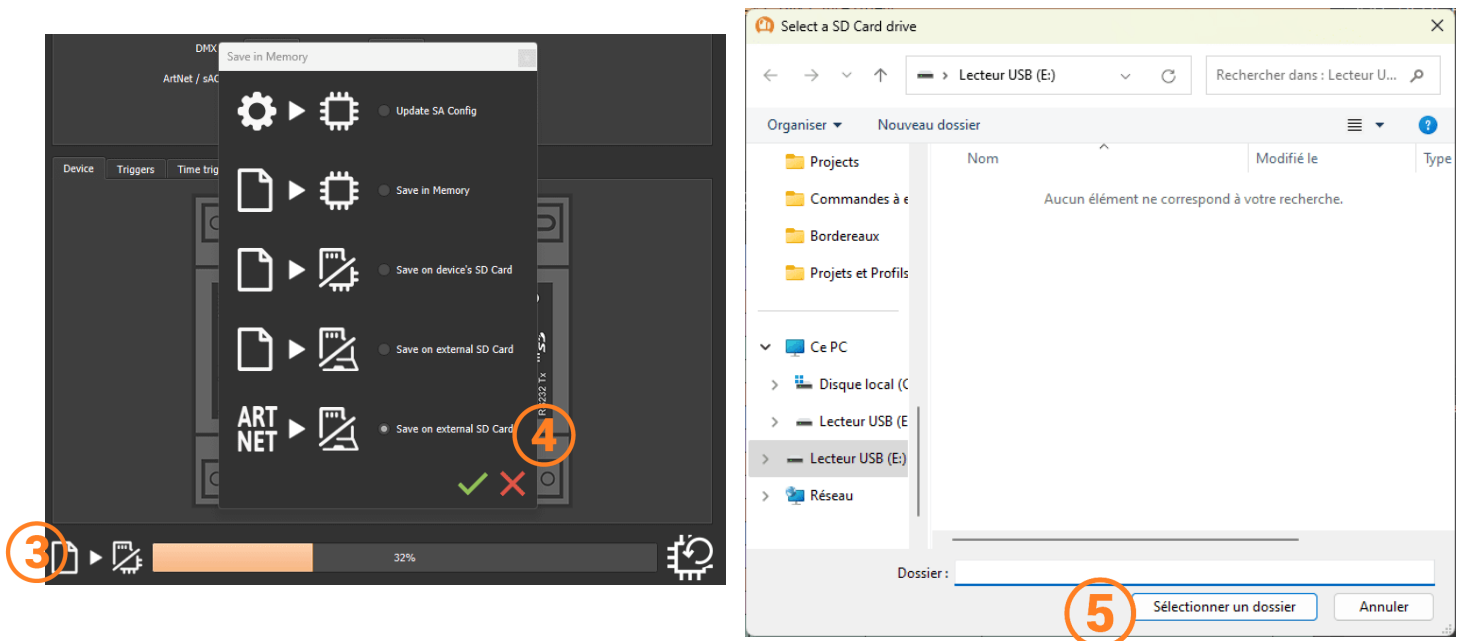 DMX
ArtNet / sAC
Save in Memory
Update SA Config
Device Triggers Time trig
Save in Memory
Save on device's SD Card
Save on external SD Card
RS232 Tx
ART
NET
Save on external SD Card
4
3
32%
Select a SD Card drive
Lecteur USB (E:)
Rechercher dans : Lecteur U...
Organiser
Nouveau dossier
?
Nom
Modifié le
Type
Projects
Commandes à e
Bordereaux
Projets et Profils
Aucun élément ne correspond à votre recherche.
Ce PC
Disque local (C
Lecteur USB (E
Lecteur USB (E:)
Réseau
Dossier :
5
Sélectionner un dossier
Annuler